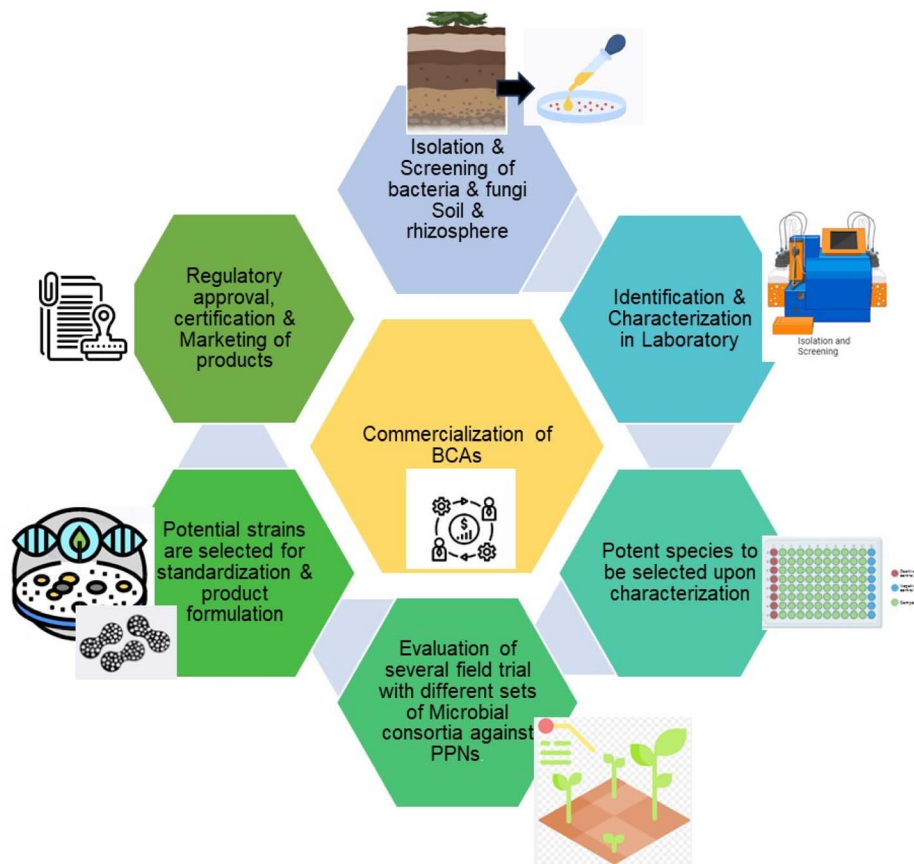 Isolation &
Screening of
bacteria & fungi
Soil &
rhizosphere
Identification &
Characterization
in Laboratory
Isolation and
Screening
Potent species to
be selected upon
characterization
Evaluation of
several field trial
with different sets
of Microbial
consortia against
PPNs
Potential strains
are selected for
standardization &
product
formulation
Regulatory
approval,
certification &
Marketing of
products
Commercialization of
BCAs
$